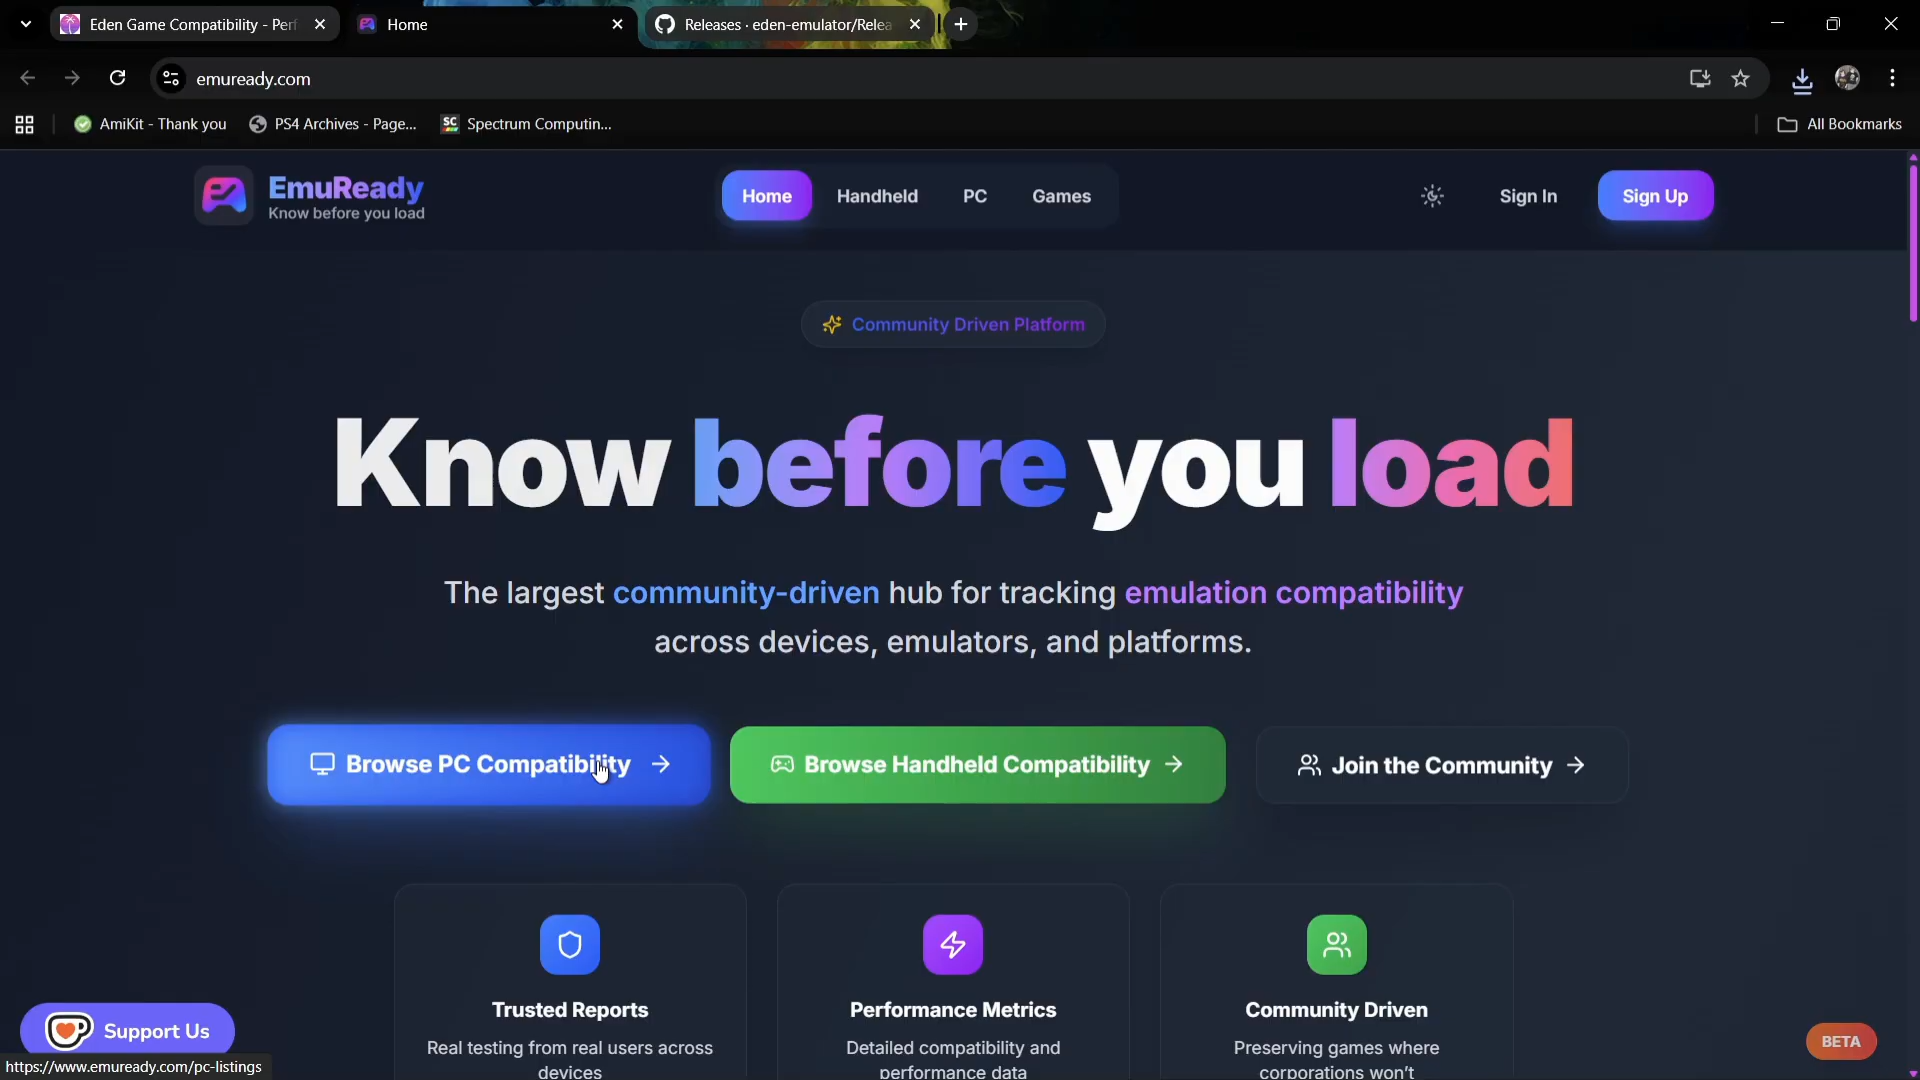 Eden Game Compatibility - Perf
Home
Releases · eden-emulator/Relea
emuready.com
AmiKit - Thank you
PS4 Archives - Page...
SC Spectrum Computin...
All Bookmarks
EmuReady
Know before you load
Home
Handheld
PC
Games
Sign In
Sign Up
Community Driven Platform
Know before you load
The largest community-driven hub for tracking emulation compatibility
across devices, emulators, and platforms.
Browse PC Compatibility
Browse Handheld Compatibility
Join the Community
Trusted Reports
Real testing from real users across
devices
Performance Metrics
Detailed compatibility and
performance data
Community Driven
Preserving games where
corporations won't
Support Us
BETA
https://www.emuready.com/pc-listings